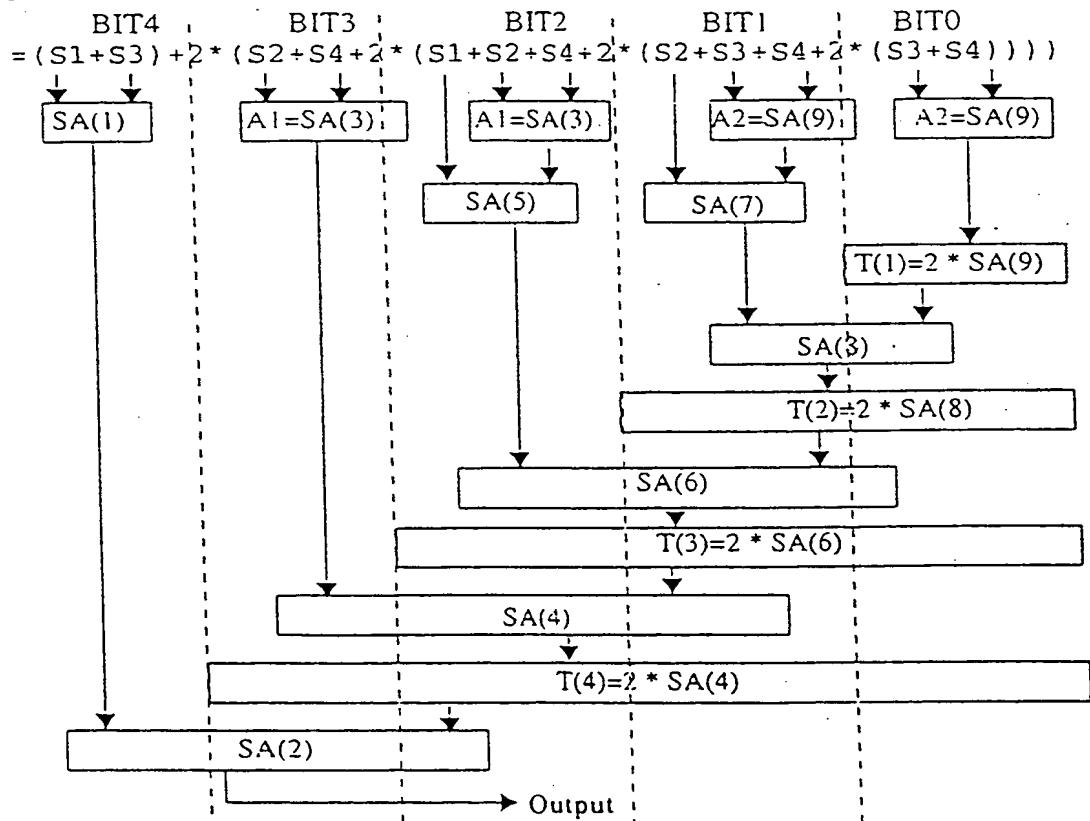 BIT4 BIT3 BIT2 BIT1 BIT0
=(S1+S3)+2*(S2+S4+2*(S1+S2+S4+2*(S2+S3+S4+2*(S3+S4))))
SA(1) A1=SA(3) A1=SA(3) A2=SA(9) A2=SA(9)
SA(5) SA(7)
T(1)=2 * SA(9)
SA(3)
T(2)=2 * SA(8)
SA(6)
T(3)=2 * SA(6)
SA(4)
T(4)=2 * SA(4)
SA(2)
Output